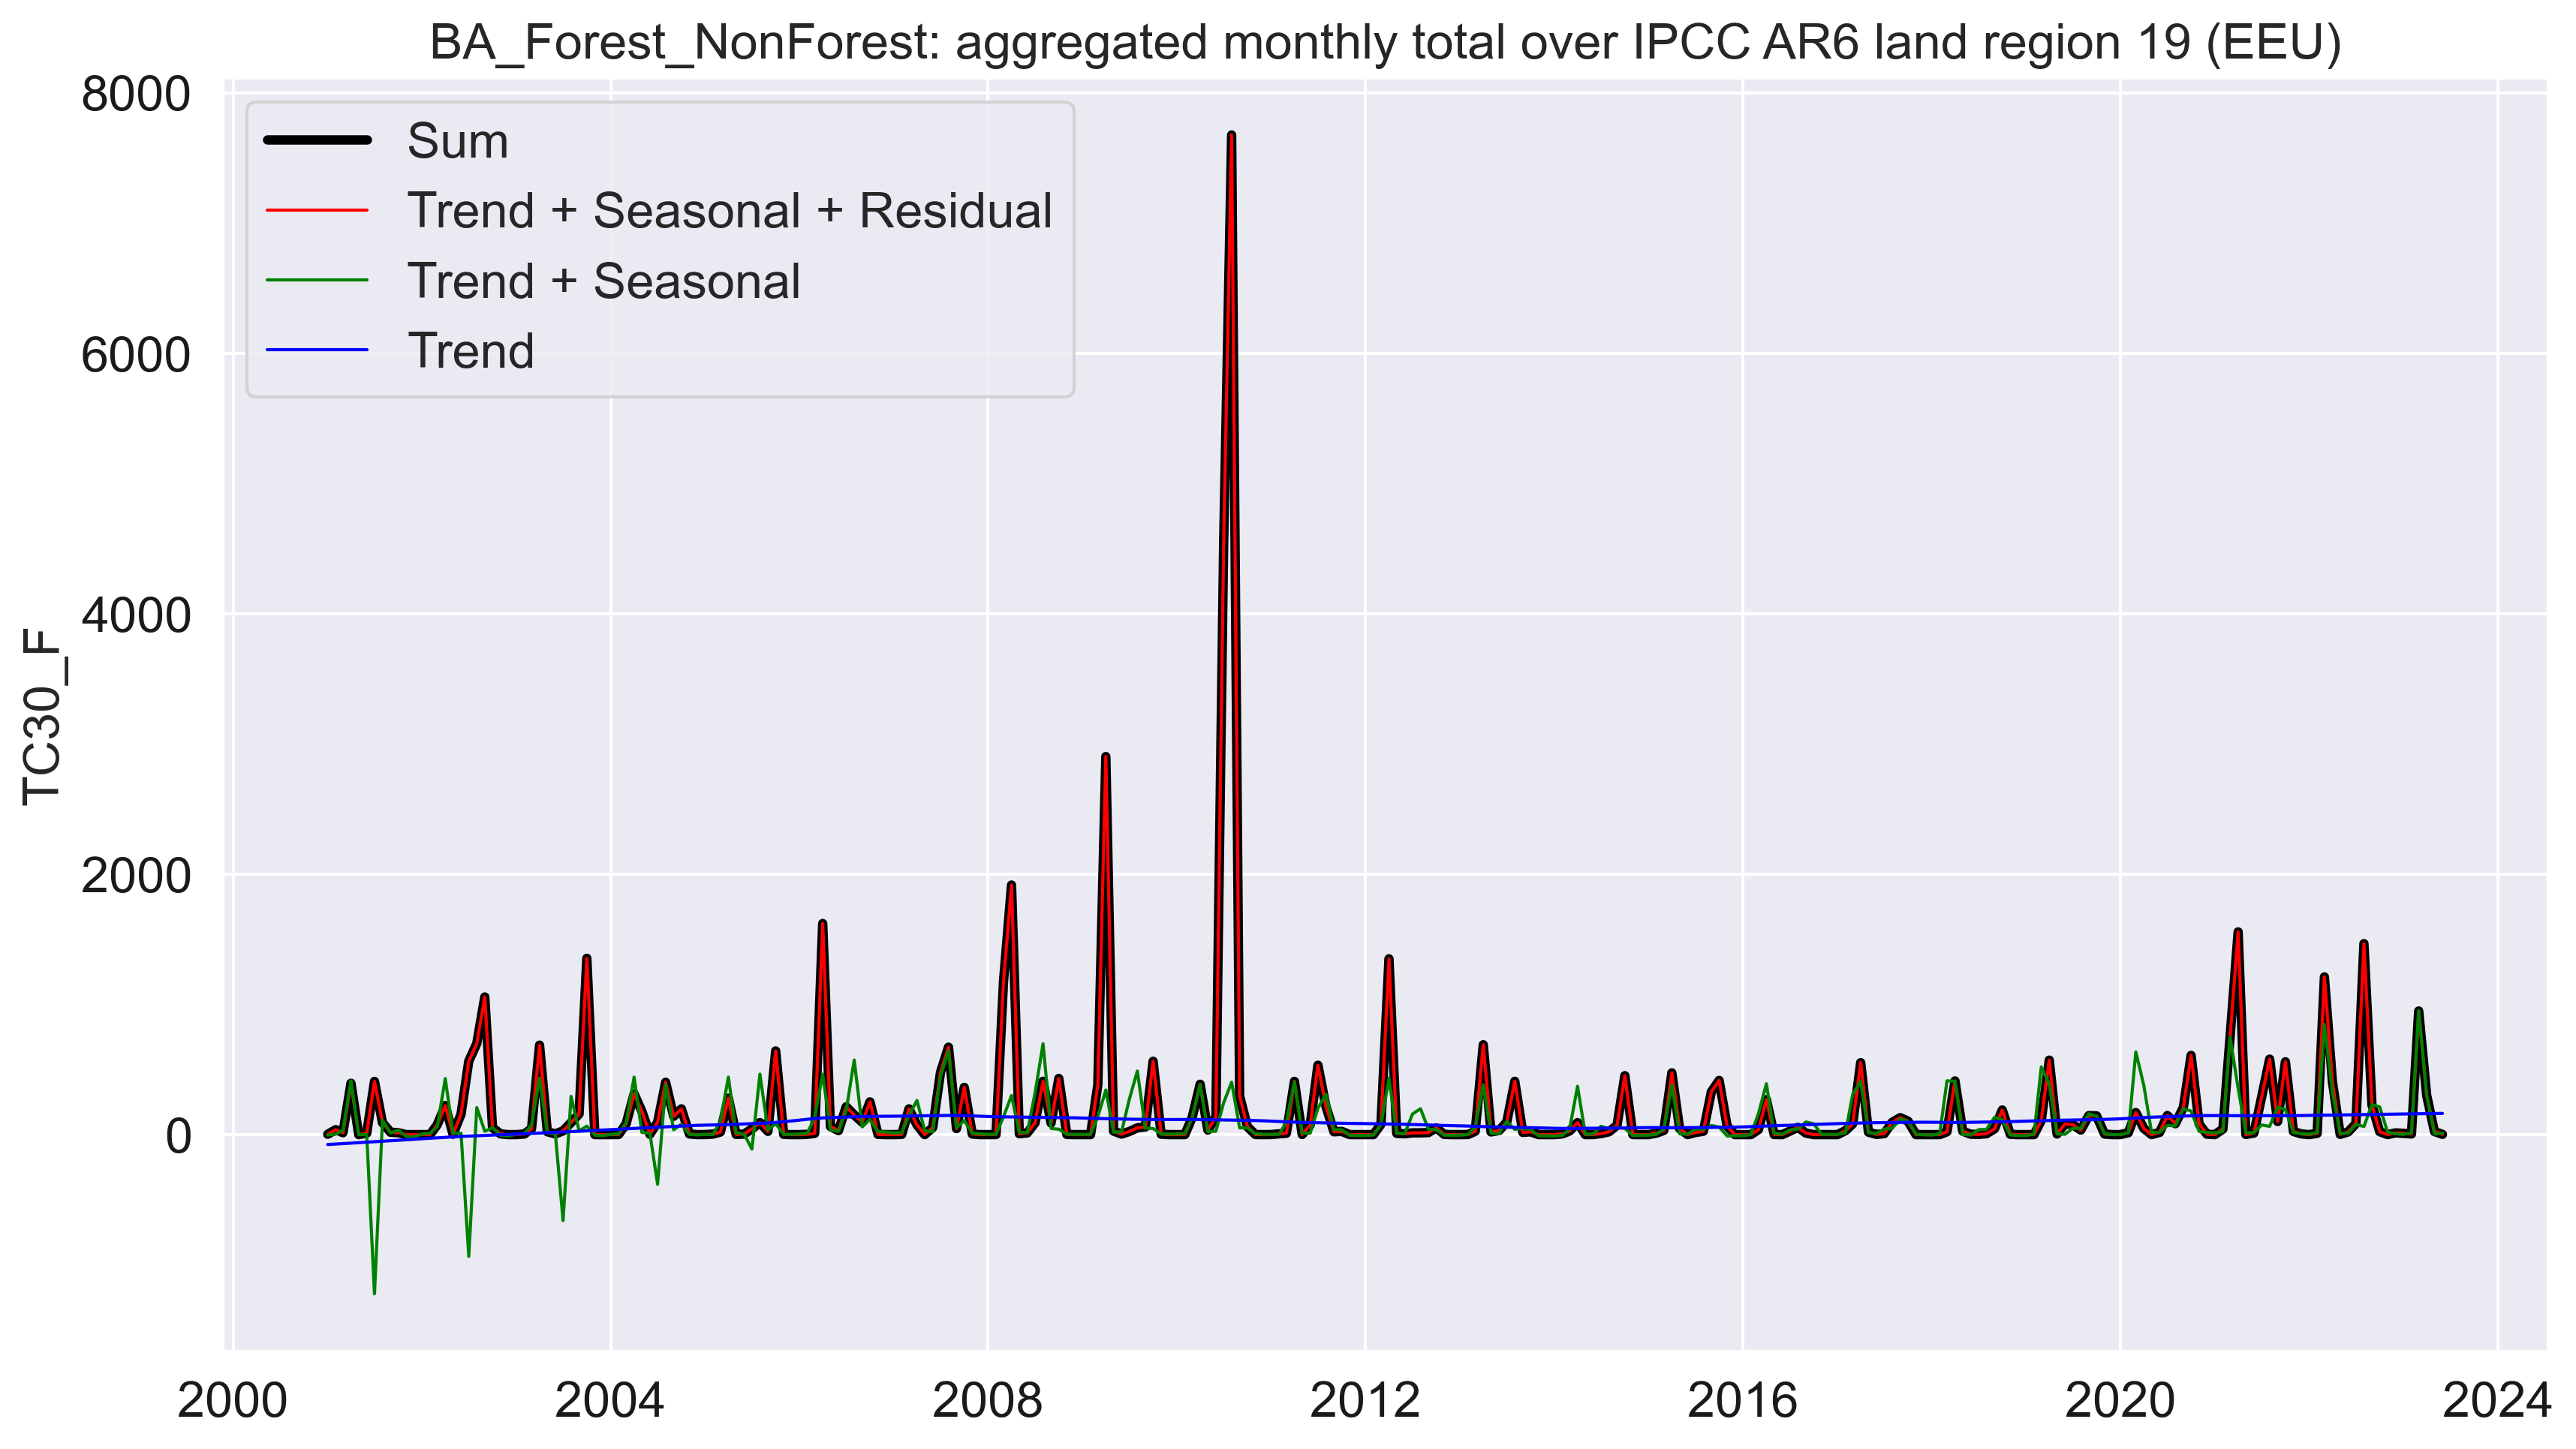 BA_Forest_NonForest: aggregated monthly total over IPCC AR6 land region 19 (EEU)
8000
6000
4000
2000
0
TC30_F
Sum
Trend + Seasonal + Residual
Trend + Seasonal
Trend
2000 2004 2008 2012 2016 2020 2024